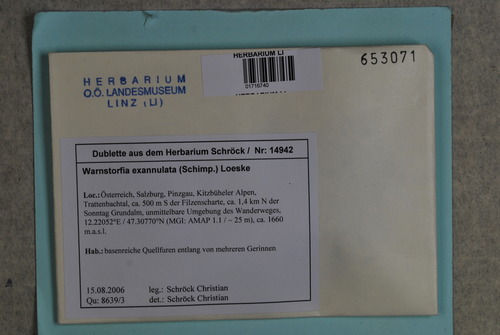 HERBARIUM LI
01716740
HERBARIUM LI
653071
HERBARIUM
O.Ö. LANDESMUSEUM
LINZ (LI)
Dublette aus dem Herbarium Schröck / Nr: 14942
Warnstorfia exannulata (Schimp.) Loeske
Loc.:Österreich, Salzburg, Pinzgau, Kitzbüheler Alpen,
Trattenbachtal, ca. 500 m S der Filzenscharte, ca. 1,4 km N der
Sonntag Grundalm, unmittelbare Umgebung des Wanderweges,
12.22052°E / 47.30770°N (MGI: AMAP 1.1 / ~ 25 m), ca. 1660
m.a.s.l.
Hab.:basenreiche Quellfuren entlang von mehreren Gerinnen
15.08.2006 leg.: Schröck Christian
Qu: 8639/3 det.: Schröck Christian